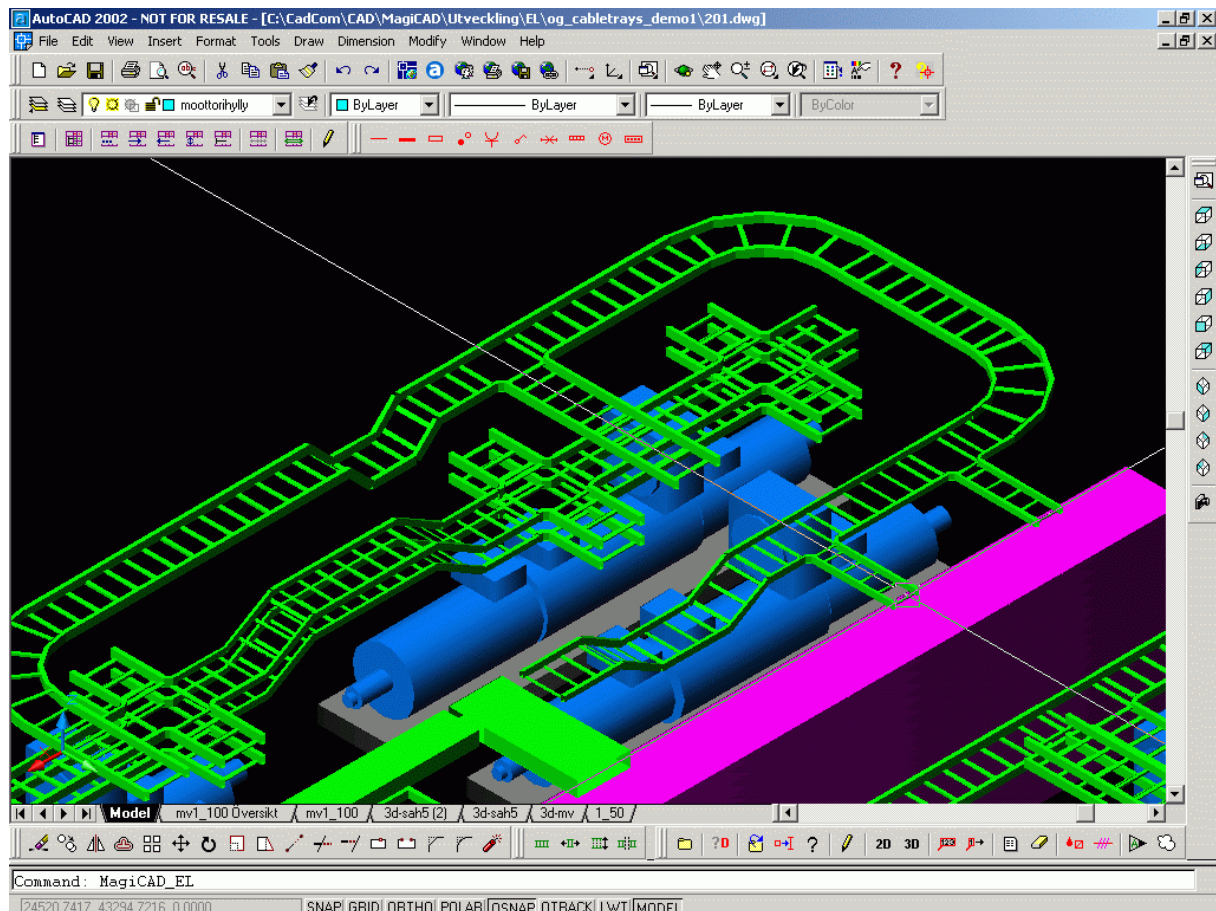 AutoCAD 2002 - NOT FOR RESALE - [C:\CadCom\CAD\MagiCAD\Utveckling\EL\og_cabletrays_demo1\201.dwg]
File Edit View Insert Format Tools Draw Dimension Modify Window Help
moottorihylly ByLayer ByLayer ByLayer ByColor
Model mv1_100 Översikt mv1_100 3d-sah5 (2) 3d-sah5 3d-mv 1_50
?D ? 2D 3D 123
Command: MagiCAD_EL
24520.7417, 43294.7216, 0.0000 SNAP GRID ORTHO POLAR OSNAP OTRACK LWT MODEL